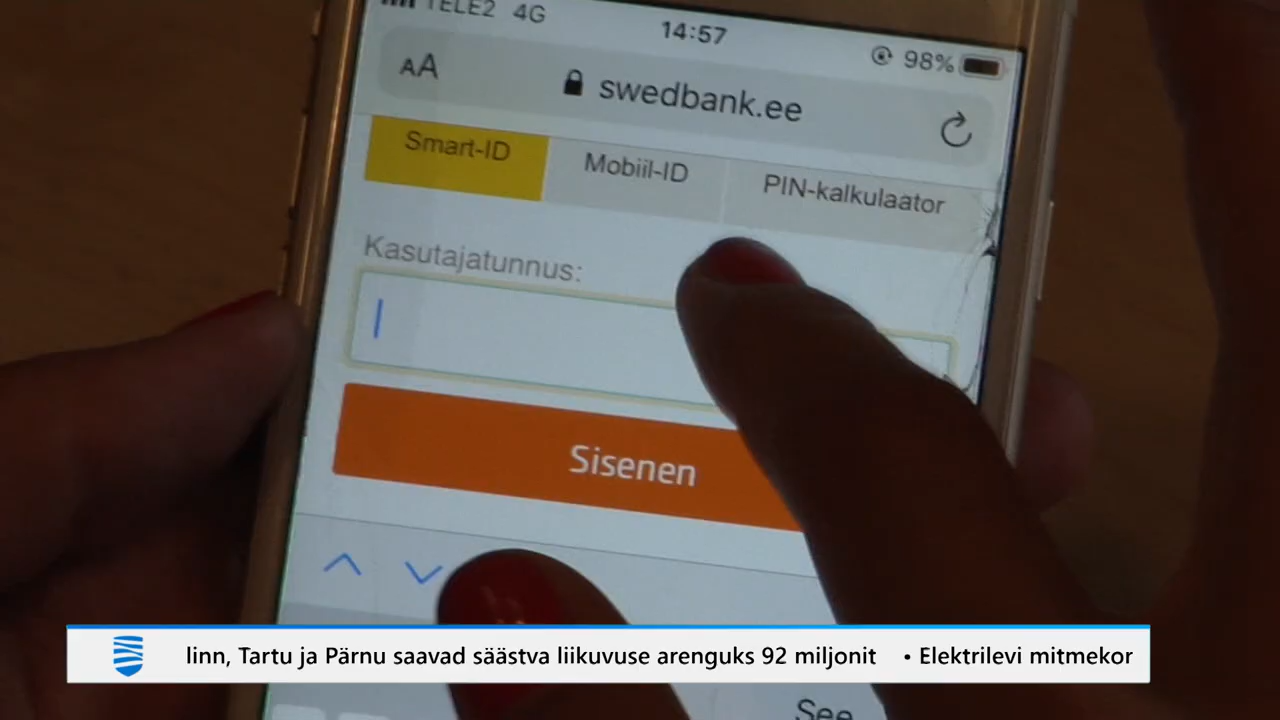 TELE2 4G 14:57 98%
AA swedbank.ee
Smart-ID Mobiil-ID PIN-kalkulaator
Kasutajatunnus:
Sisenen
linn, Tartu ja Pärnu saavad säästva liikuvuse arenguks 92 miljonit • Elektrilevi mitmekor
See